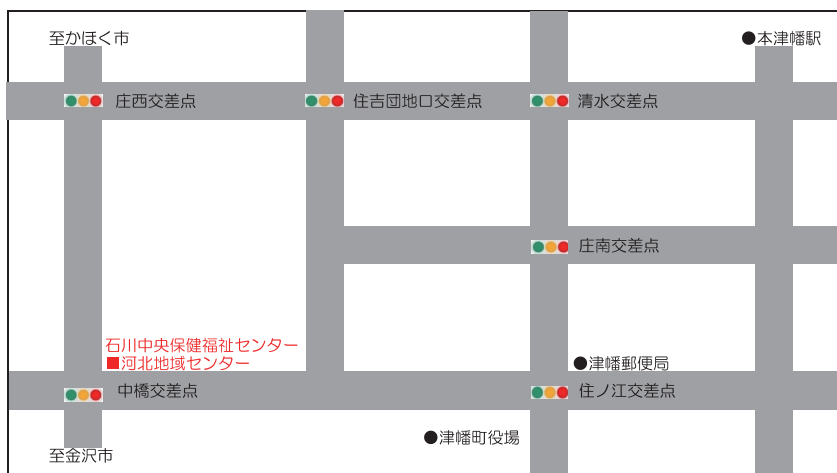 至かほく市
●本津幡駅
庄西交差点
住吉団地口交差点
清水交差点
庄南交差点
石川中央保健福祉センター
■河北地域センター
●津幡郵便局
中橋交差点
住ノ江交差点
●津幡町役場
至金沢市